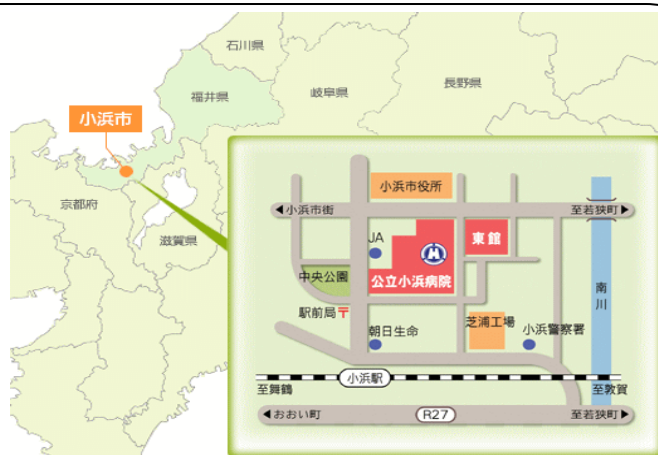 石川県
福井県
岐阜県
長野県
小浜市
京都府
滋賀県
小浜市役所
◀小浜市街
至若狭町▶
JA
東館
中央公園
公立小浜病院
南川
駅前局〒
朝日生命
芝浦工場
小浜警察署
小浜駅
至舞鶴
至敦賀
◀おおい町
R27
至若狭町▶